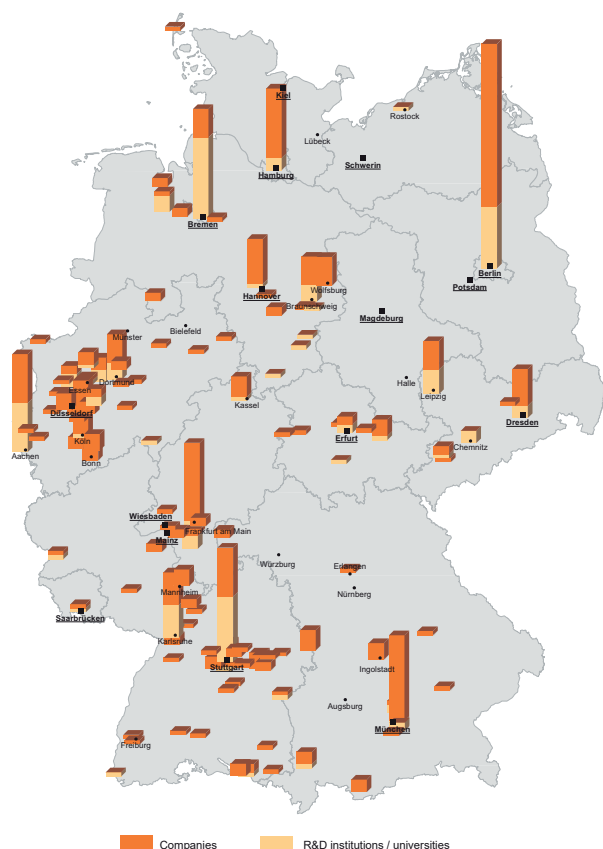 Kiel
Rostock
Lübeck
Schwerin
Hamburg
Bremen
Berlin
Potsdam
Hannover
Wolfsburg
Braunschweig
Magdeburg
Münster
Bielefeld
Essen
Dortmund
Düsseldorf
Halle
Leipzig
Kassel
Dresden
Erfurt
Chemnitz
Köln
Aachen
Bonn
Wiesbaden
Frankfurt am Main
Mainz
Würzburg
Erlangen
Nürnberg
Mannheim
Saarbrücken
Karlsruhe
Stuttgart
Ingolstadt
Augsburg
München
Freiburg
Companies R&D institutions / universities